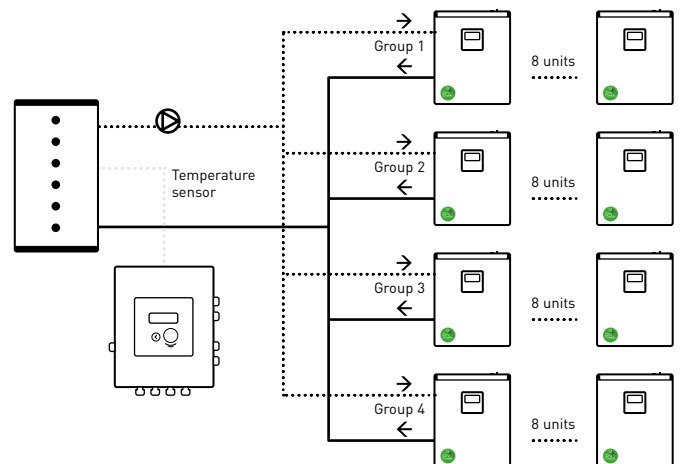 Group 1
8 units
Temperature
sensor
Group 2
8 units
Group 3
8 units
Group 4
8 units